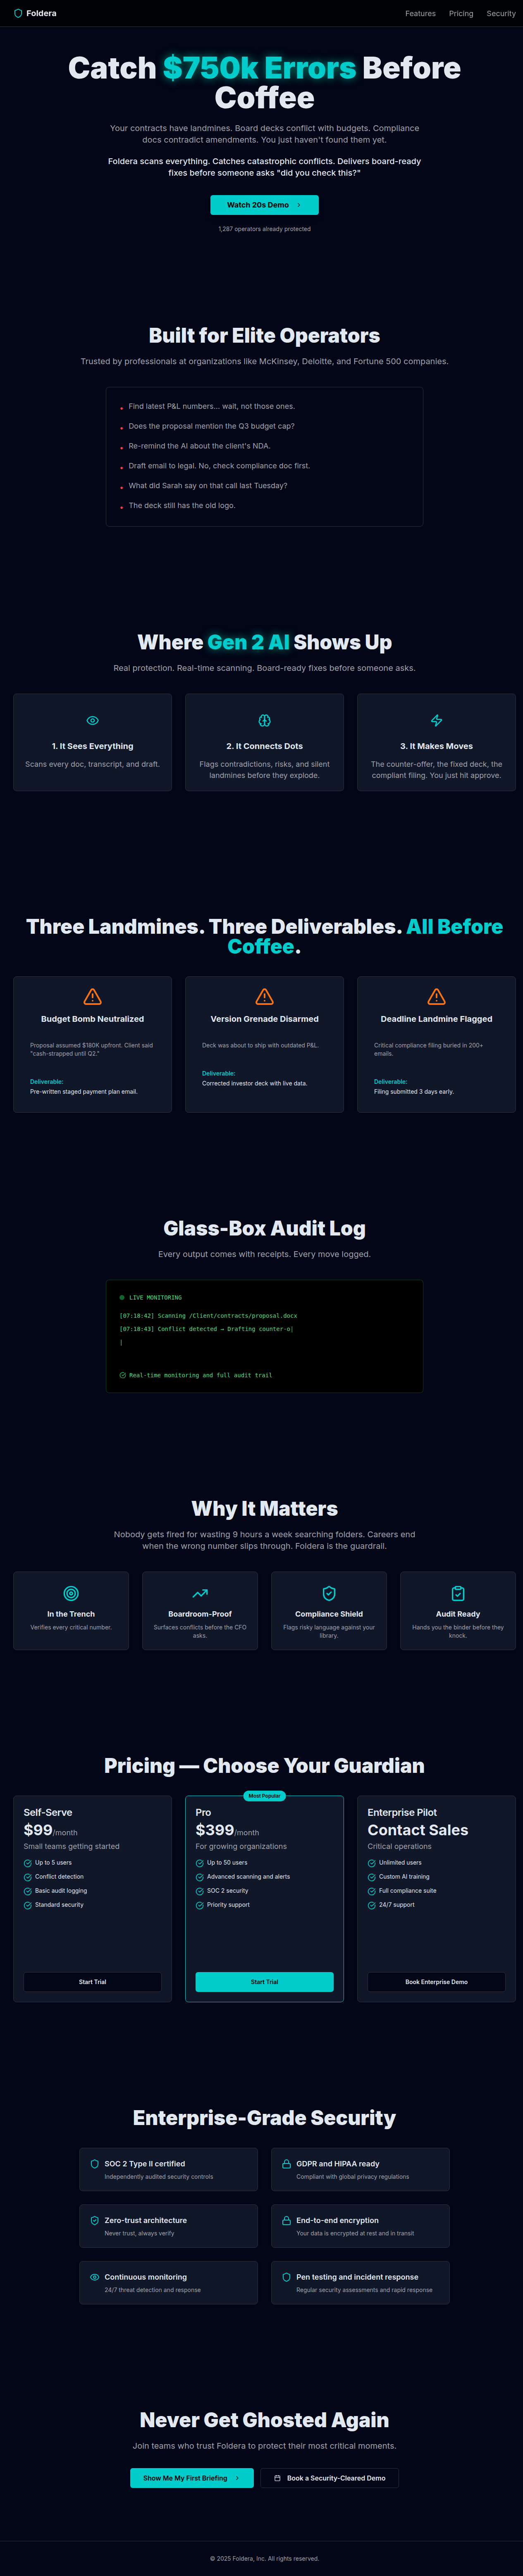 Foldera
Features Pricing Security
Catch $750k Errors Before
Coffee
Your contracts have landmines. Board decks conflict with budgets. Compliance
docs contradict amendments. You just haven't found them yet.
Foldera scans everything. Catches catastrophic conflicts. Delivers board-ready
fixes before someone asks "did you check this?"
Watch 20s Demo
1,287 operators already protected
Built for Elite Operators
Trusted by professionals at organizations like McKinsey, Deloitte, and Fortune 500 companies.
• Find latest P&L numbers... wait, not those ones.
• Does the proposal mention the Q3 budget cap?
• Re-remind the AI about the client's NDA.
• Draft email to legal. No, check compliance doc first.
• What did Sarah say on that call last Tuesday?
• The deck still has the old logo.
Where Gen 2 AI Shows Up
Real protection. Real-time scanning. Board-ready fixes before someone asks.
1. It Sees Everything
Scans every doc, transcript, and draft.
2. It Connects Dots
Flags contradictions, risks, and silent
landmines before they explode.
3. It Makes Moves
The counter-offer, the fixed deck, the
compliant filing. You just hit approve.
Three Landmines. Three Deliverables. All Before
Coffee.
Budget Bomb Neutralized
Proposal assumed $180K upfront. Client said
"cash-strapped until Q2."
Deliverable:
Pre-written staged payment plan email.
Version Grenade Disarmed
Deck was about to ship with outdated P&L.
Deliverable:
Corrected investor deck with live data.
Deadline Landmine Flagged
Critical compliance filing buried in 200+
emails.
Deliverable:
Filing submitted 3 days early.
Glass-Box Audit Log
Every output comes with receipts. Every move logged.
LIVE MONITORING
[07:18:42] Scanning /Client/contracts/proposal.docx
[07:18:43] Conflict detected → Drafting counter-o|
|
Real-time monitoring and full audit trail
Why It Matters
Nobody gets fired for wasting 9 hours a week searching folders. Careers end
when the wrong number slips through. Foldera is the guardrail.
In the Trench
Verifies every critical number.
Boardroom-Proof
Surfaces conflicts before the CFO
asks.
Compliance Shield
Flags risky language against your
library.
Audit Ready
Hands you the binder before they
knock.
Pricing — Choose Your Guardian
Self-Serve
$99/month
Small teams getting started
Up to 5 users
Conflict detection
Basic audit logging
Standard security
Start Trial
Most Popular
Pro
$399/month
For growing organizations
Up to 50 users
Advanced scanning and alerts
SOC 2 security
Priority support
Start Trial
Enterprise Pilot
Contact Sales
Critical operations
Unlimited users
Custom AI training
Full compliance suite
24/7 support
Book Enterprise Demo
Enterprise-Grade Security
SOC 2 Type II certified
Independently audited security controls
GDPR and HIPAA ready
Compliant with global privacy regulations
Zero-trust architecture
Never trust, always verify
End-to-end encryption
Your data is encrypted at rest and in transit
Continuous monitoring
24/7 threat detection and response
Pen testing and incident response
Regular security assessments and rapid response
Never Get Ghosted Again
Join teams who trust Foldera to protect their most critical moments.
Show Me My First Briefing
Book a Security-Cleared Demo
© 2025 Foldera, Inc. All rights reserved.